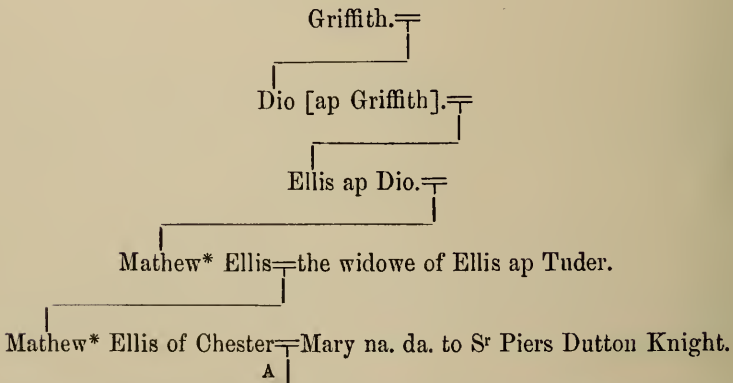 Griffith.
Dio [ap Griffith].
Ellis ap Dio.
Mathew* Ellis=the widowe of Ellis ap Tuder.
Mathew* Ellis of Chester=Mary na. da. to Sr Piers Dutton Knight.
A